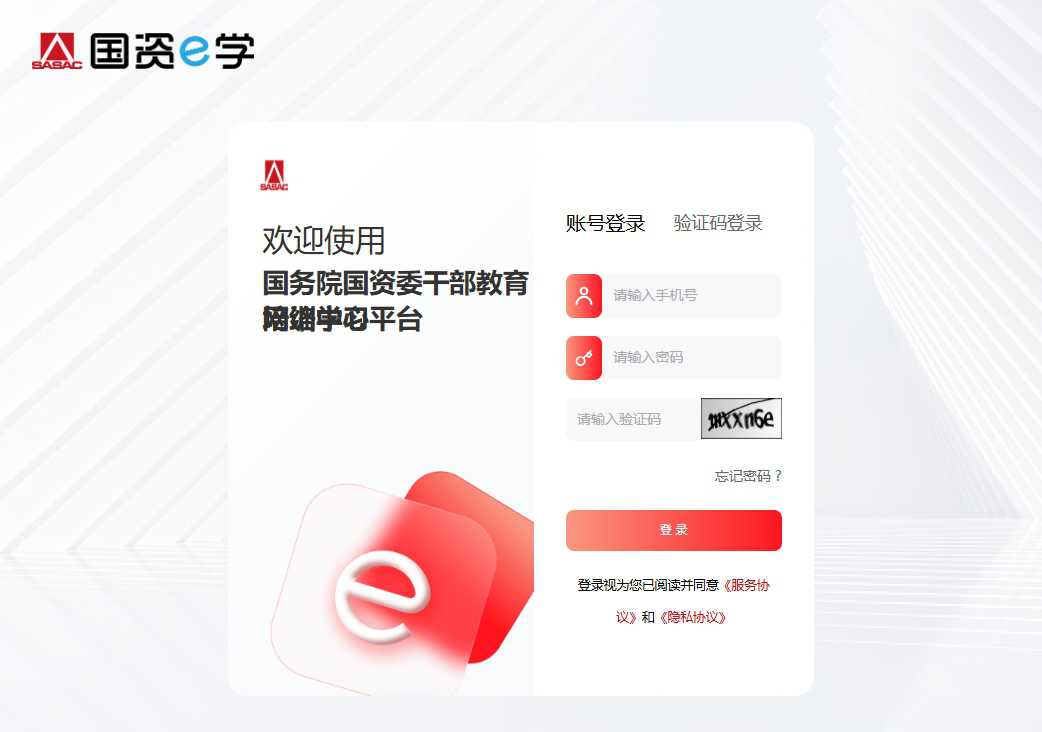 SASAC 国资e学
SASAC
欢迎使用
国务院国资委干部教育
网络学习平台
账号登录 验证码登录
请输入手机号
请输入密码
请输入验证码
忘记密码？
登 录
登录视为您已阅读并同意《服务协
议》和《隐私协议》
e